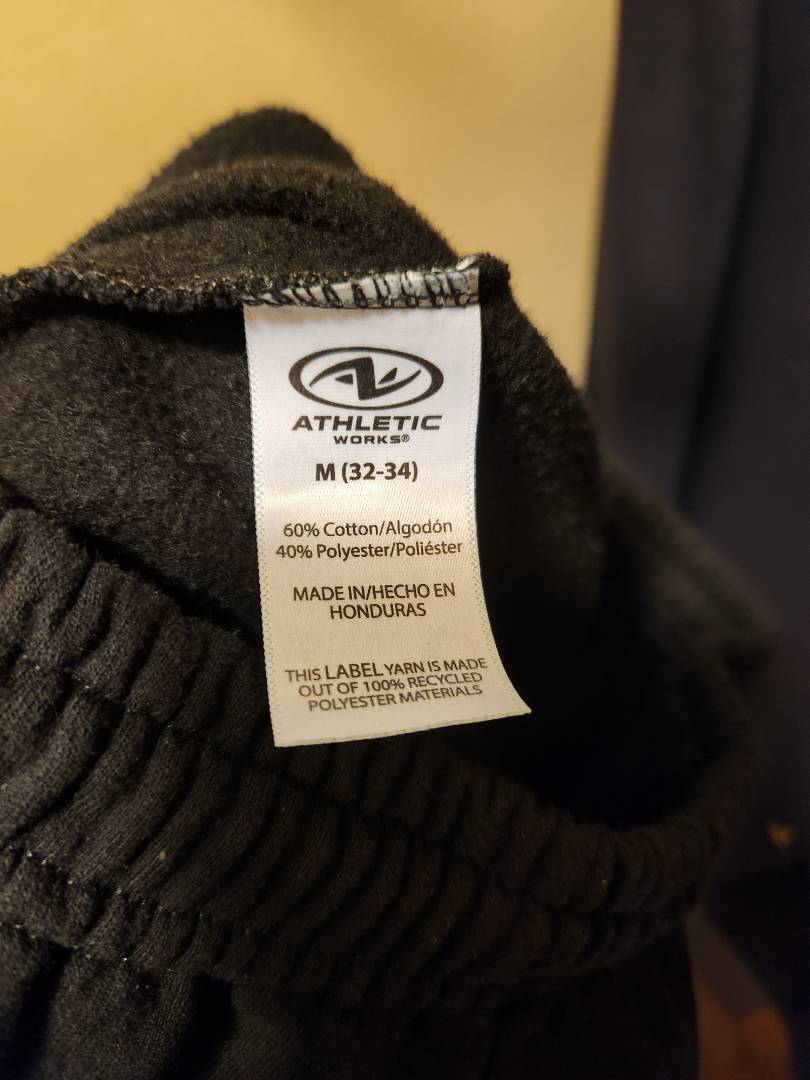 ATHLETIC
WORKS®
M (32-34)
60% Cotton/Algodón
40% Polyester/Poliéster
MADE IN/HECHO EN
HONDURAS
THIS LABEL YARN IS MADE
OUT OF 100% RECYCLED
POLYESTER MATERIALS